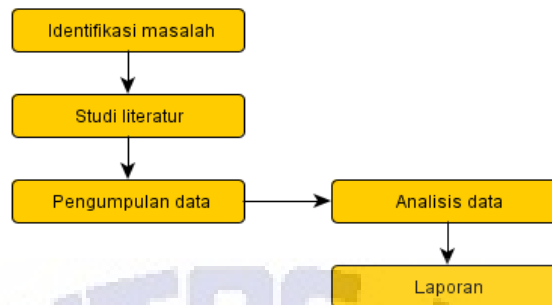 Identifikasi masalah
Studi literatur
Pengumpulan data
Analisis data
Laporan